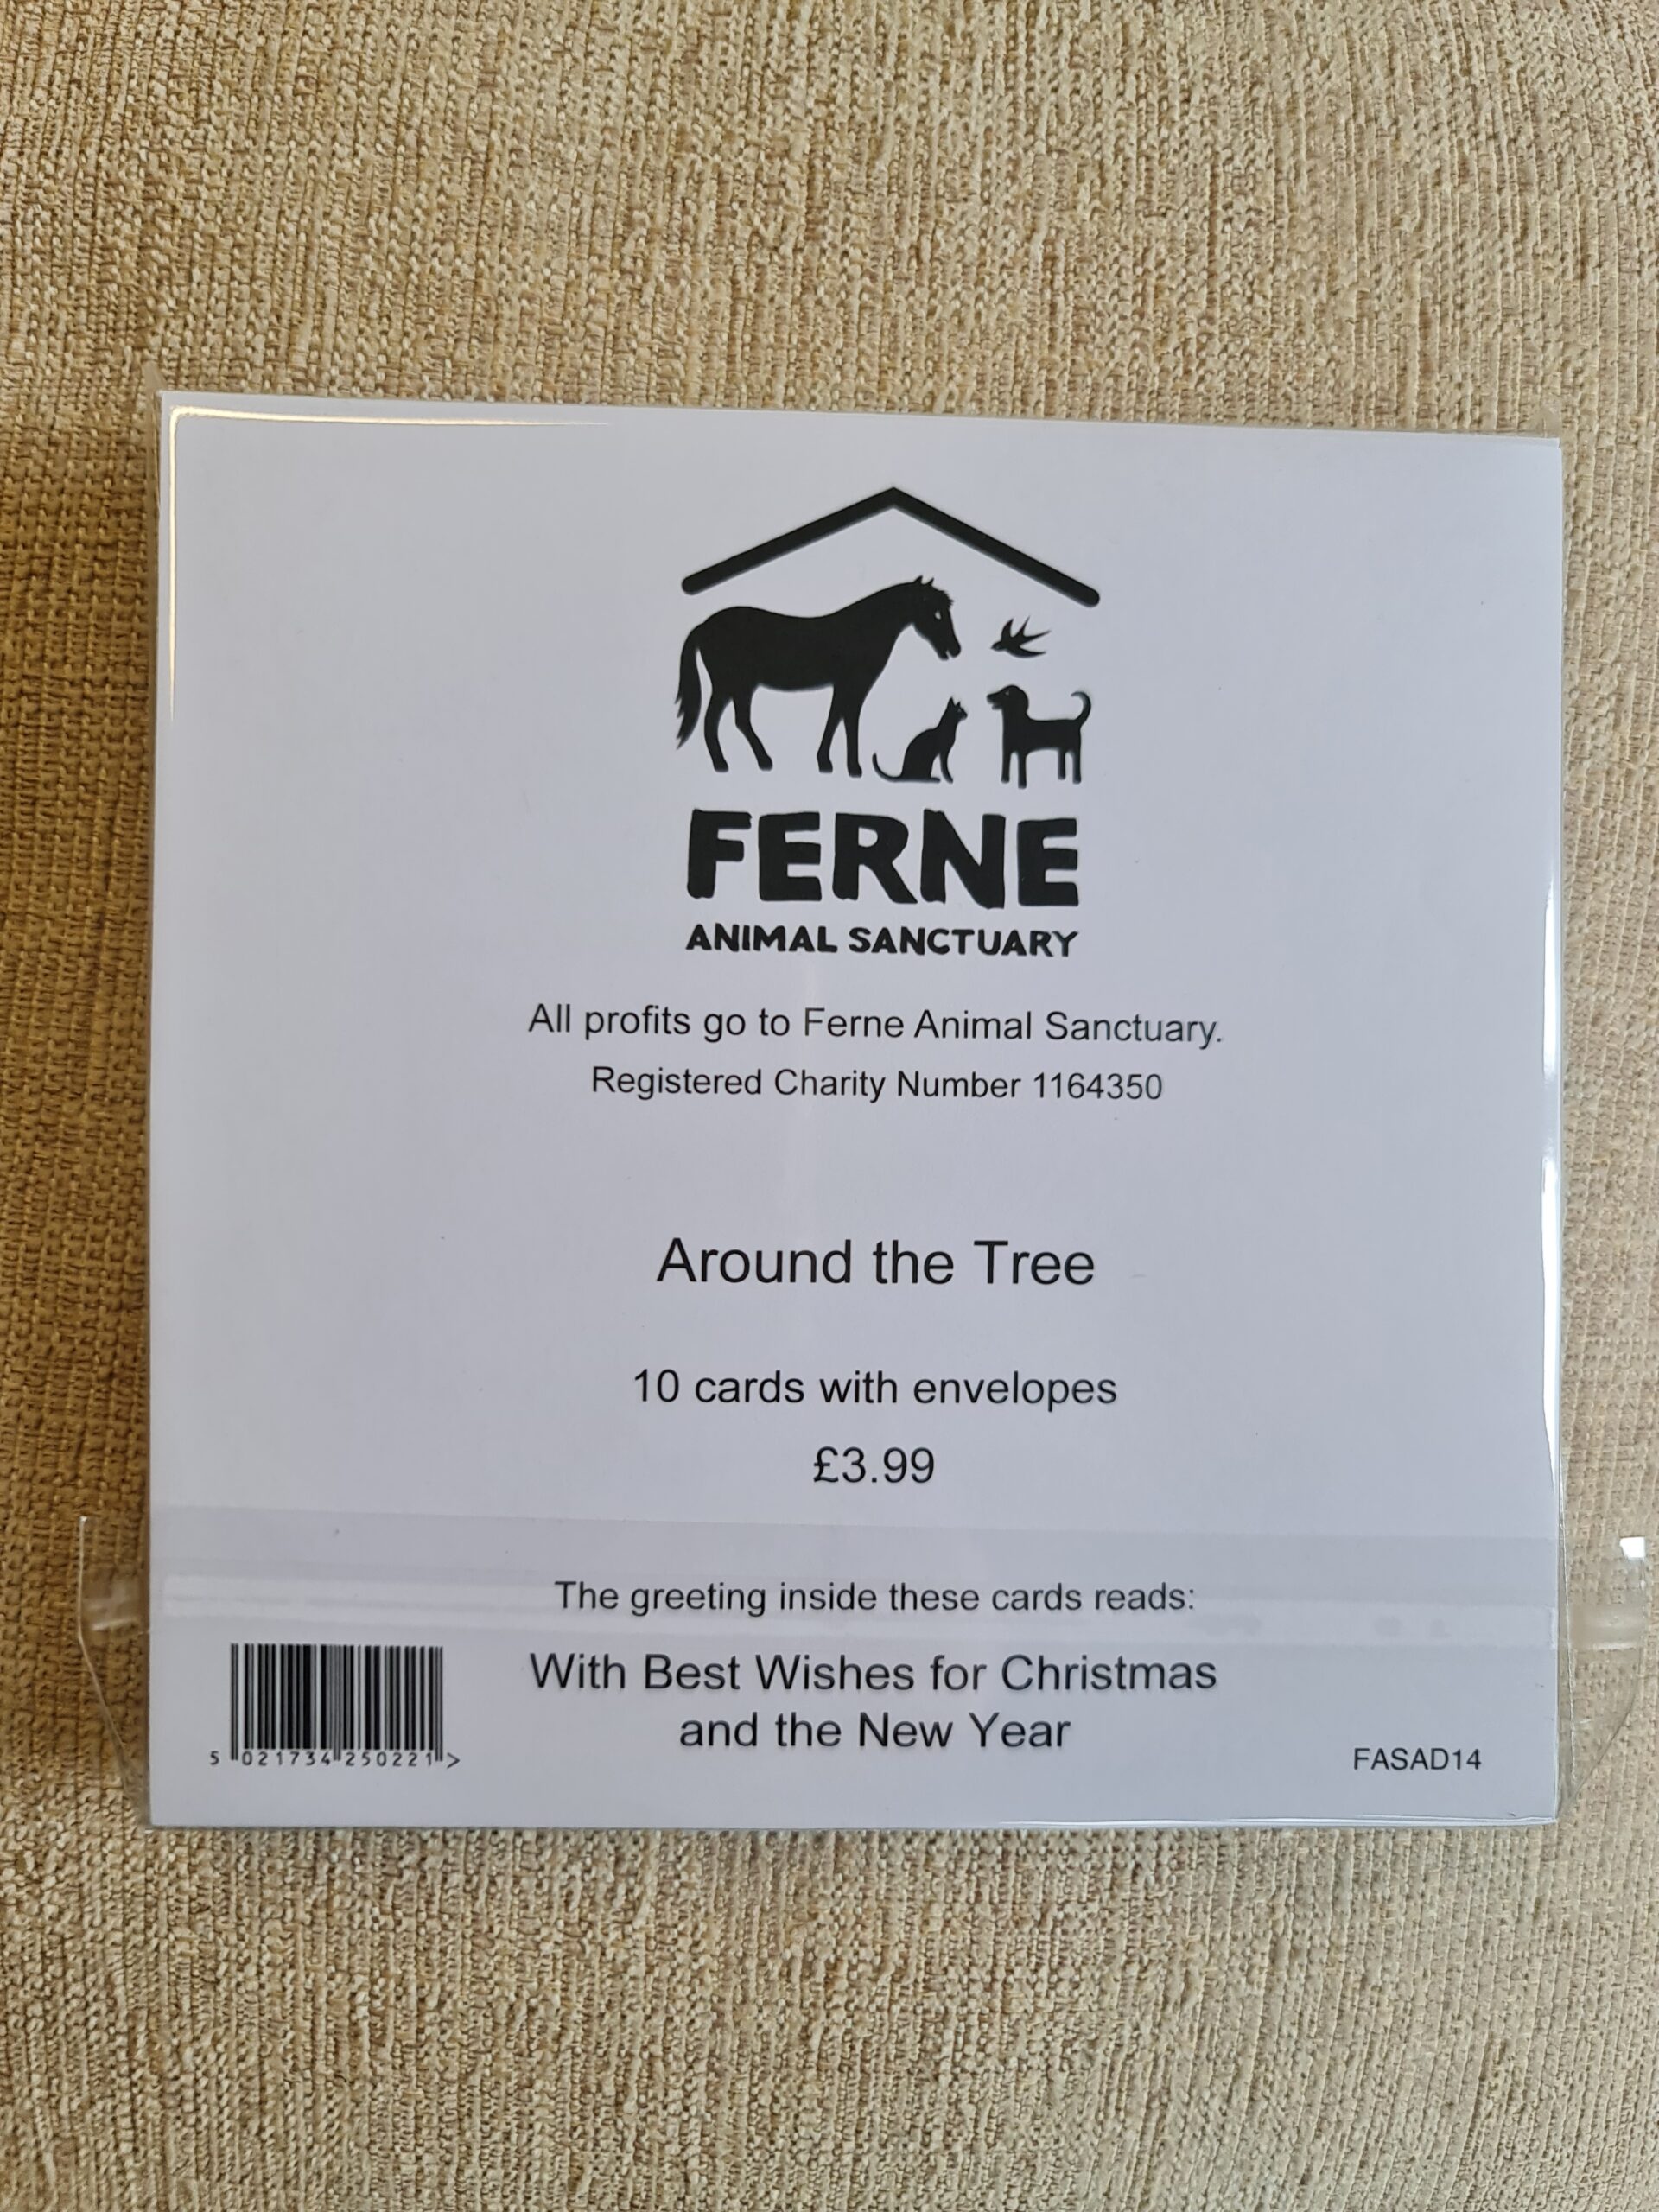 FERNE
ANIMAL SANCTUARY
All profits go to Ferne Animal Sanctuary.
Registered Charity Number 1164350
Around the Tree
10 cards with envelopes
£3.99
The greeting inside these cards reads:
With Best Wishes for Christmas
and the New Year
5 021734 250221 >
FASAD14